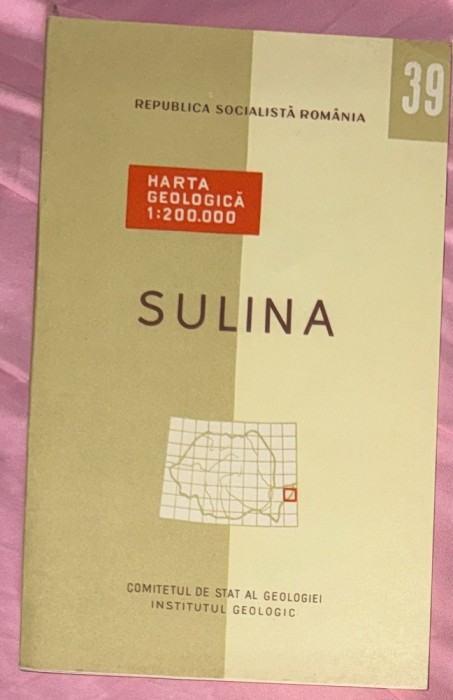 39
REPUBLICA SOCIALISTĂ ROMÂNIA
HARTA
GEOLOGICĂ
1:200.000
SULINA
COMITETUL DE STAT AL GEOLOGIEI
INSTITUTUL GEOLOGIC